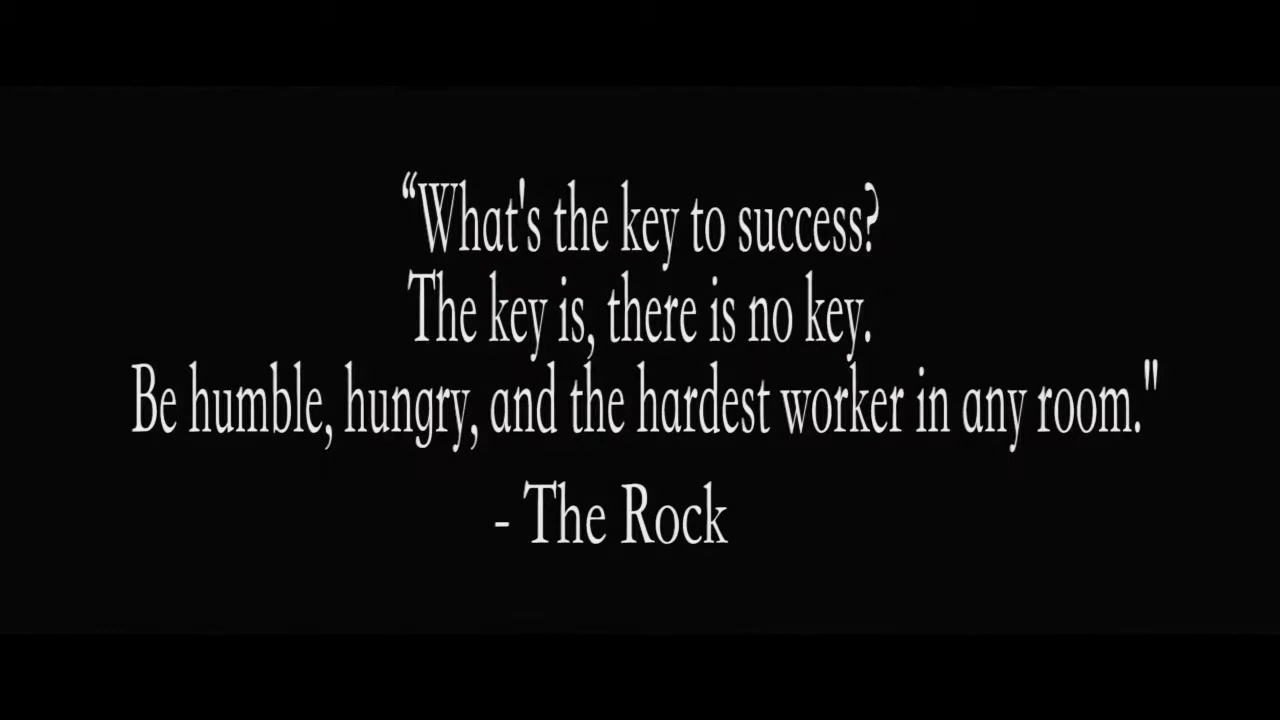 “What's the key to success?
The key is, there is no key.
Be humble, hungry, and the hardest worker in any room."
- The Rock